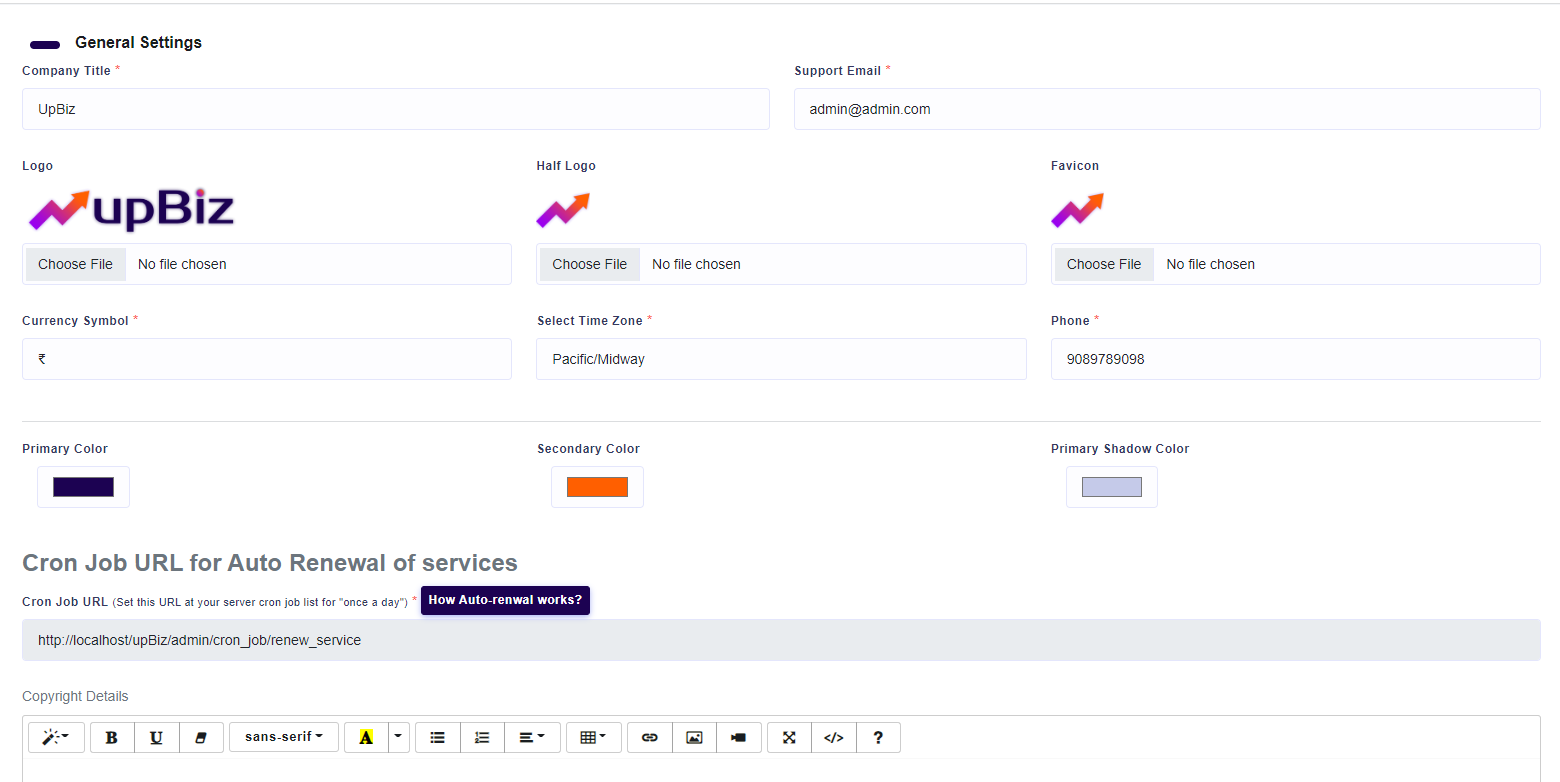 General Settings
Company Title *
Support Email *
UpBiz
admin@admin.com
Logo
Half Logo
Favicon
upBiz
Choose File No file chosen
Choose File No file chosen
Choose File No file chosen
Currency Symbol *
Select Time Zone *
Phone *
₹
Pacific/Midway
9089789098
Primary Color
Secondary Color
Primary Shadow Color
Cron Job URL for Auto Renewal of services
Cron Job URL (Set this URL at your server cron job list for "once a day") * How Auto-renwal works?
http://localhost/upBiz/admin/cron_job/renew_service
Copyright Details
B U sans-serif A </> ?